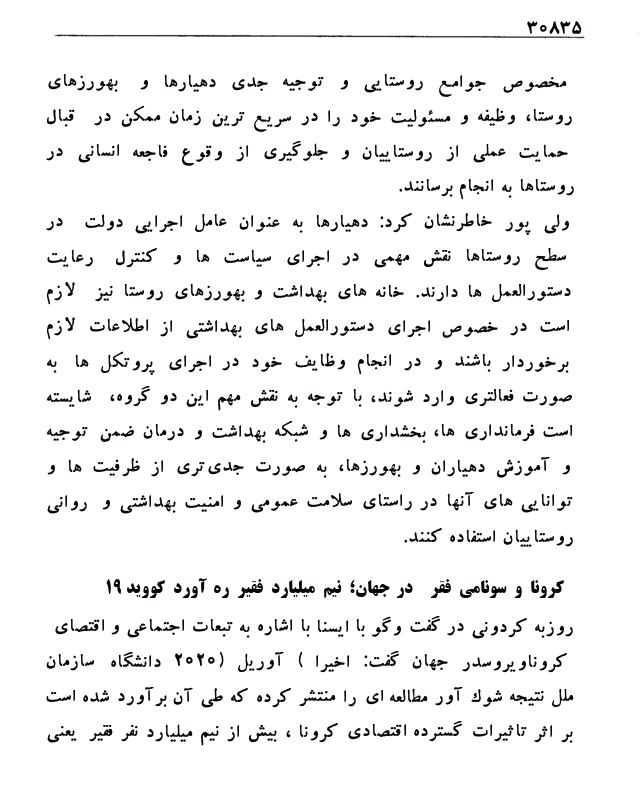 ۳۰۸۳۵
مخصوص جوامع روستایی و توجیه جدی دهیارها و بهورزهای
روستا، وظیفه و مسئولیت خود را در سریع ترین زمان ممکن در قبال
حمایت عملی از روستاییان و جلوگیری از وقوع فاجعه انسانی در
روستاها به انجام برسانند.
ولی پور خاطرنشان کرد: دهیارها به عنوان عامل اجرایی دولت در
سطح روستاها نقش مهمی در اجرای سیاست ها و کنترل رعایت
دستورالعمل ها دارند. خانه های بهداشت و بهورزهای روستا نیز لازم
است در خصوص اجرای دستورالعمل های بهداشتی از اطلاعات لازم
برخوردار باشند و در انجام وظایف خود در اجرای پروتکل ها به
صورت فعالتری وارد شوند، با توجه به نقش مهم این دو گروه، شایسته
است فرمانداری ها، بخشداری ها و شبکه بهداشت و درمان ضمن توجیه
و آموزش دهیاران و بهورزها، به صورت جدی‌تری از ظرفیت ها و
توانایی های آنها در راستای سلامت عمومی و امنیت بهداشتی و روانی
روستاییان استفاده کنند.
کرونا و سونامی فقر در جهان؛ نیم میلیارد فقیر ره آورد کووید ۱۹
روزبه کردونی در گفت وگو با ایسنا با اشاره به تبعات اجتماعی و اقتصای
کروناویروسدر جهان گفت: اخیرا ) آوریل (۲۰۲۰ دانشگاه سازمان
ملل نتیجه شوك آور مطالعه ای را منتشر کرده که طی آن برآورد شده است
بر اثر تاثیرات گسترده اقتصادی کرونا ، بیش از نیم میلیارد نفر فقیر یعنی